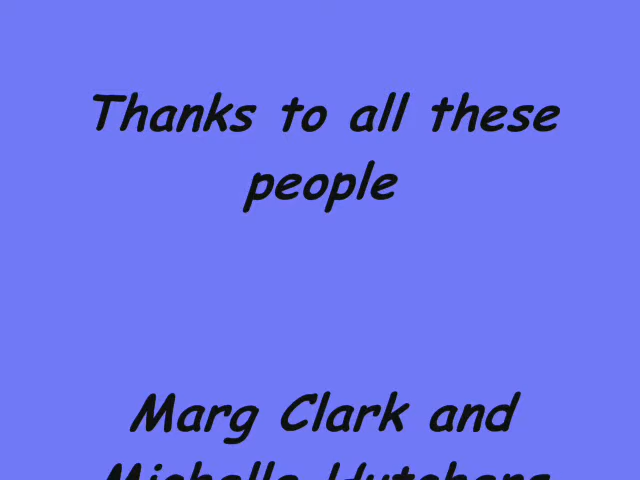 Thanks to all these
people
Marg Clark and
Michelle Hutchens